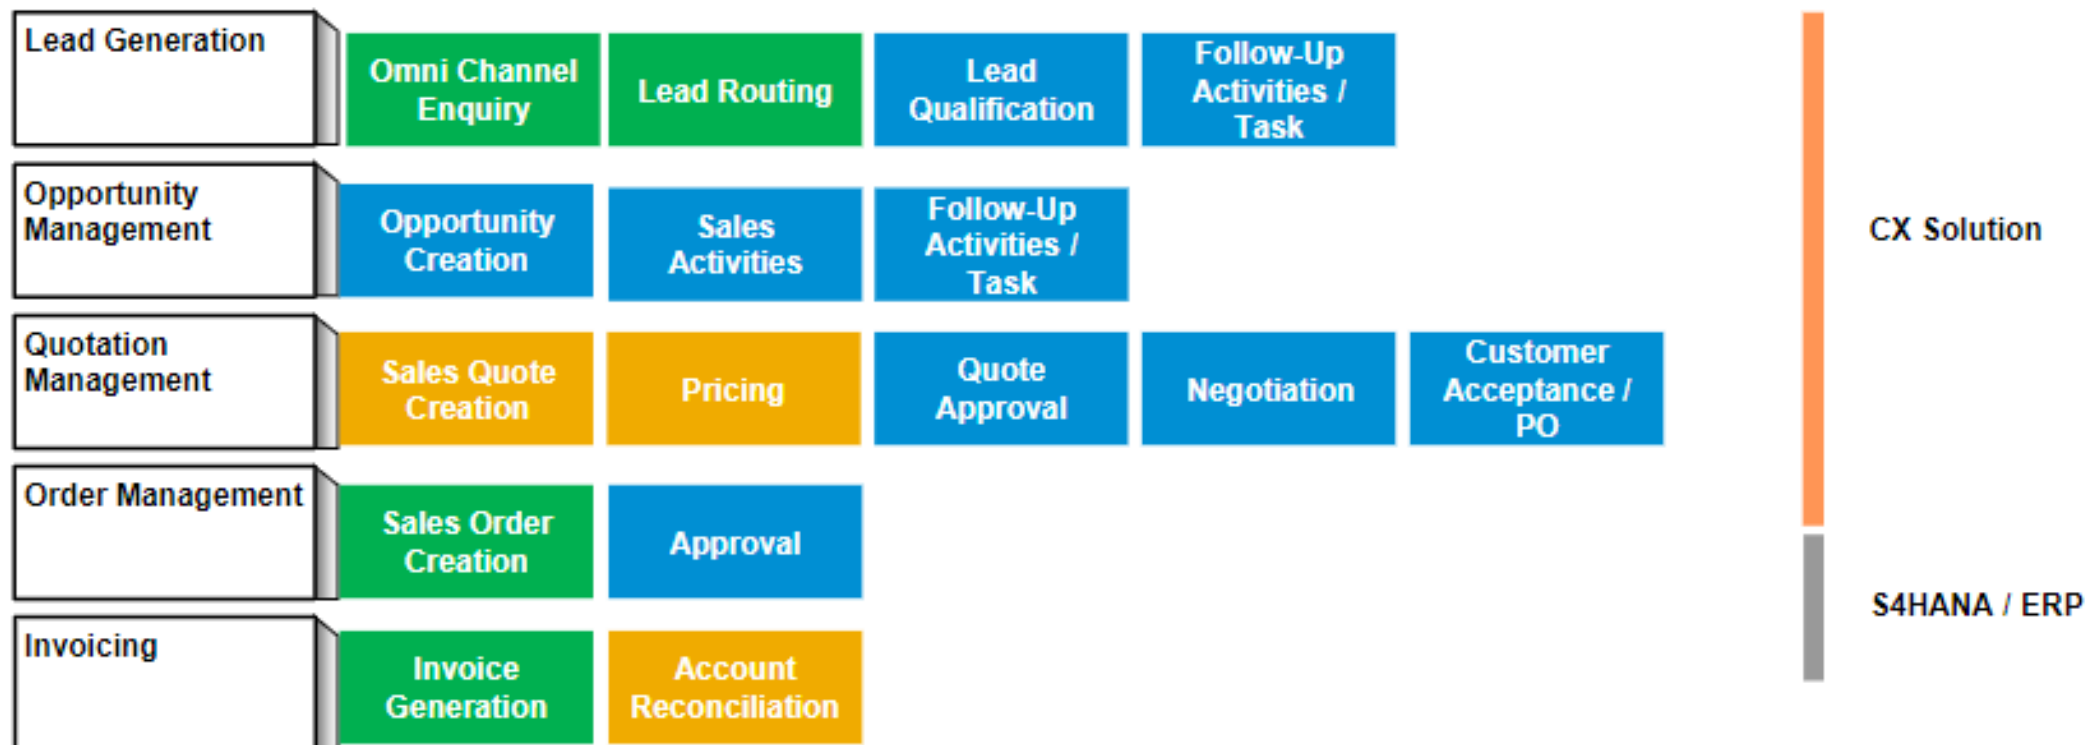 Lead Generation
Omni Channel
Enquiry
Lead Routing
Lead
Qualification
Follow-Up
Activities /
Task
Opportunity
Management
Opportunity
Creation
Sales
Activities
Follow-Up
Activities /
Task
CX Solution
Quotation
Management
Sales Quote
Creation
Pricing
Quote
Approval
Negotiation
Customer
Acceptance /
PO
Order Management
Sales Order
Creation
Approval
S4HANA / ERP
Invoicing
Invoice
Generation
Account
Reconciliation